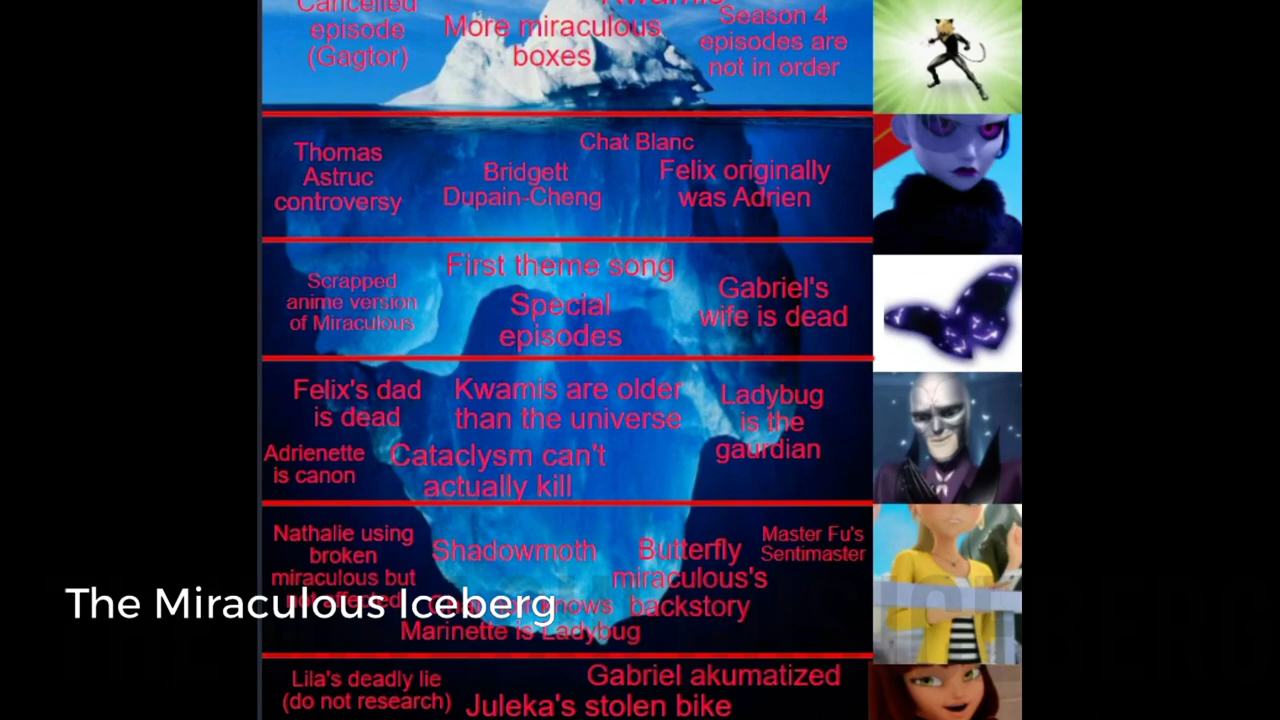 Cancelled
episode
(Gagtor)
Kwamis
More miraculous
boxes
Season 4
episodes are
not in order
Thomas
Astruc
controversy
Bridgett
Dupain-Cheng
Chat Blanc
Felix originally
was Adrien
Scrapped
anime version
of Miraculous
First theme song
Special
episodes
Gabriel's
wife is dead
Felix's dad
is dead
Kwamis are older
than the universe
Ladybug
is the
gaurdian
Adrienette
is canon
Cataclysm can't
actually kill
Nathalie using
broken
miraculous but
not affected
Shadowmoth
Butterfly
miraculous's
backstory
Master Fu's
Sentimaster
knows
Marinette is Ladybug
The Miraculous Iceberg
Lila's deadly lie
(do not research)
Gabriel akumatized
Juleka's stolen bike